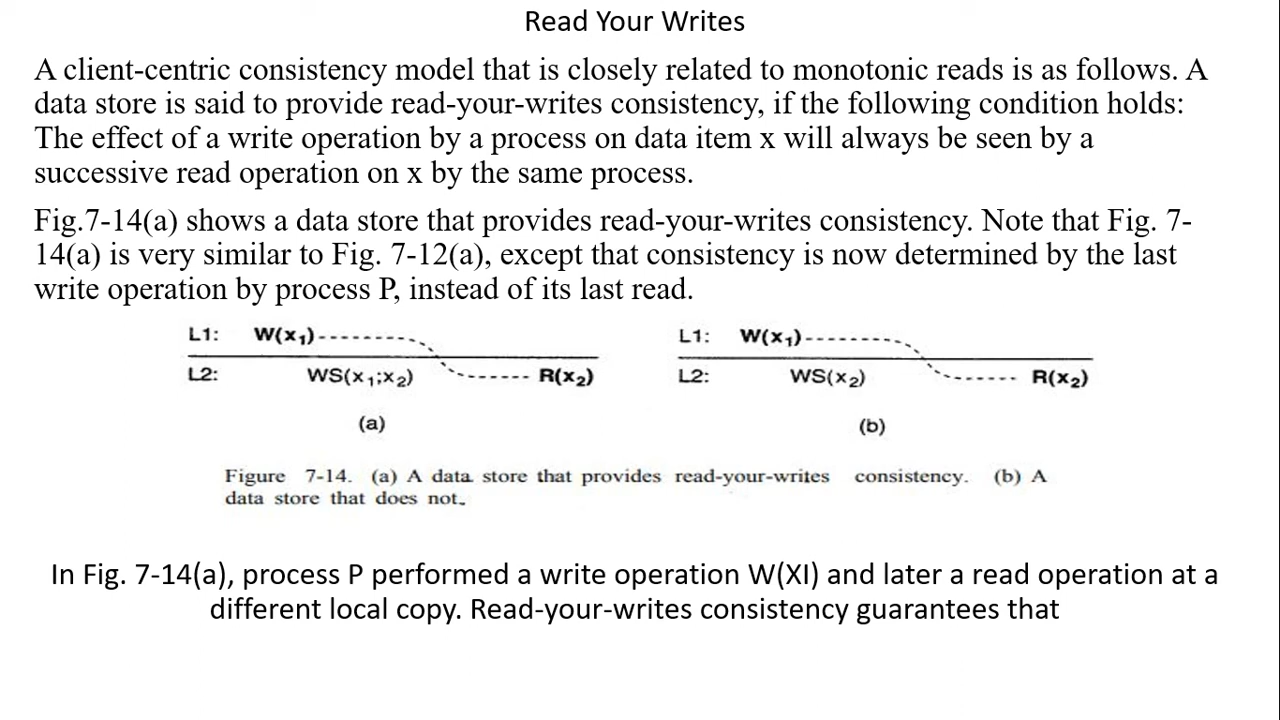 Read Your Writes
A client-centric consistency model that is closely related to monotonic reads is as follows. A
data store is said to provide read-your-writes consistency, if the following condition holds:
The effect of a write operation by a process on data item x will always be seen by a
successive read operation on x by the same process.
Fig.7-14(a) shows a data store that provides read-your-writes consistency. Note that Fig. 7-
14(a) is very similar to Fig. 7-12(a), except that consistency is now determined by the last
write operation by process P, instead of its last read.
L1: W(x₁)
L2: WS(x₁;x₂) R(x₂)
(a)
L1: W(x₁)
L2: WS(x₂) R(x₂)
(b)
Figure 7-14. (a) A data store that provides read-your-writes consistency. (b) A
data store that does not.
In Fig. 7-14(a), process P performed a write operation W(XI) and later a read operation at a
different local copy. Read-your-writes consistency guarantees that